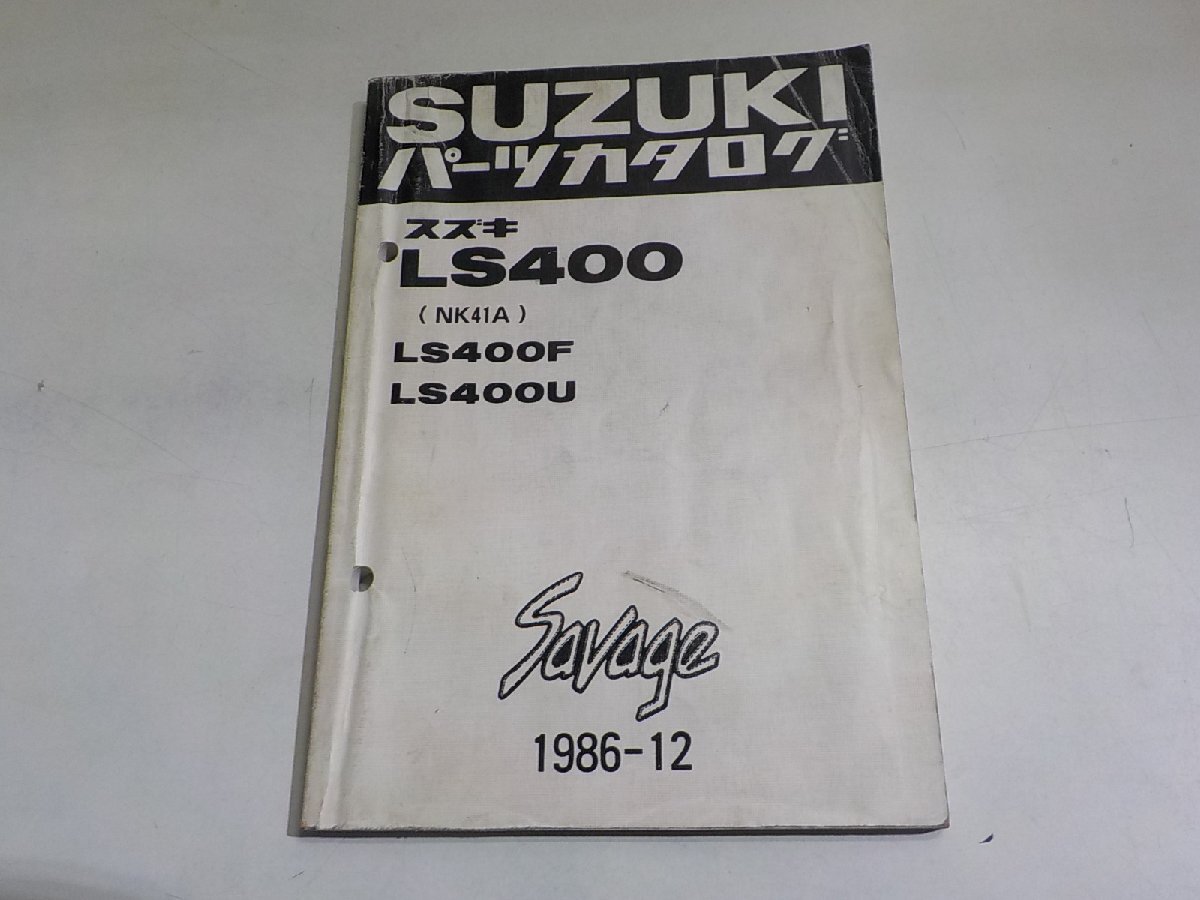 SUZUKI
パーツカタログ
スズキ
LS400
( NK41A )
LS400F
LS400U
Savage
1986-12